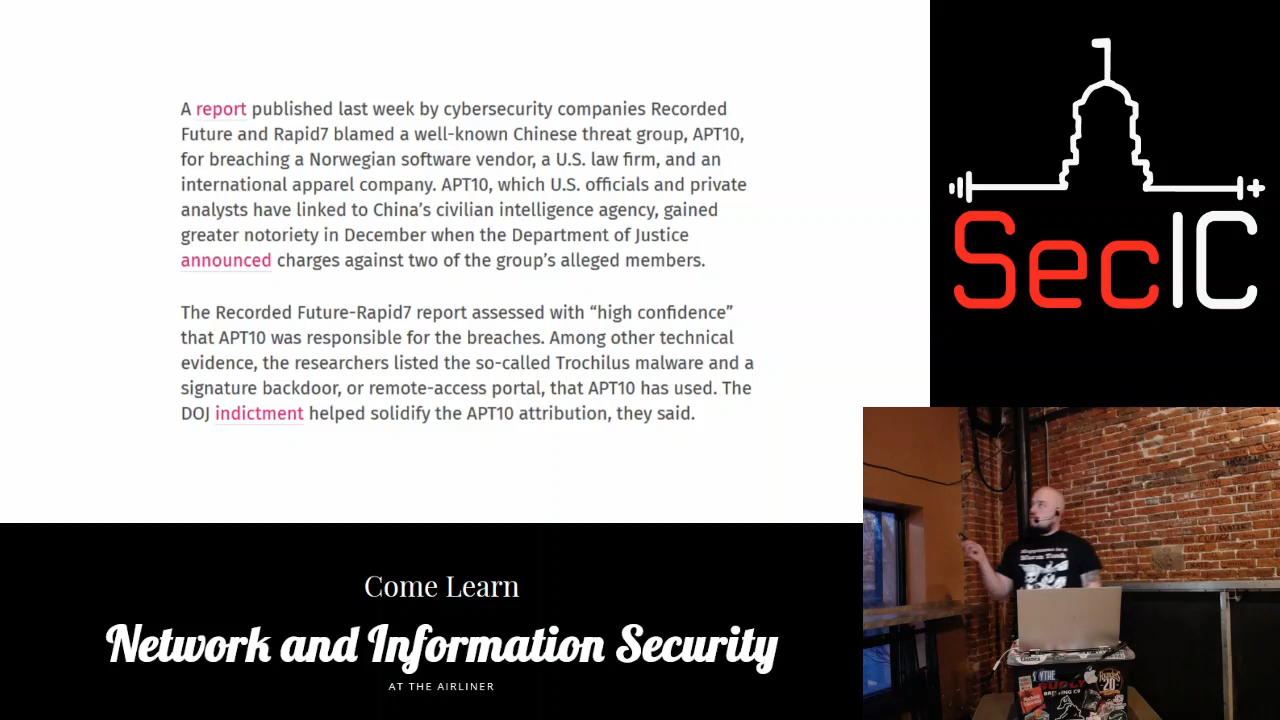 A report published last week by cybersecurity companies Recorded
Future and Rapid7 blamed a well-known Chinese threat group, APT10,
for breaching a Norwegian software vendor, a U.S. law firm, and an
international apparel company. APT10, which U.S. officials and private
analysts have linked to China’s civilian intelligence agency, gained
greater notoriety in December when the Department of Justice
announced charges against two of the group’s alleged members.
The Recorded Future-Rapid7 report assessed with “high confidence”
that APT10 was responsible for the breaches. Among other technical
evidence, the researchers listed the so-called Trochilus malware and a
signature backdoor, or remote-access portal, that APT10 has used. The
DOJ indictment helped solidify the APT10 attribution, they said.
SecIC
Come Learn
Network and Information Security
AT THE AIRLINER